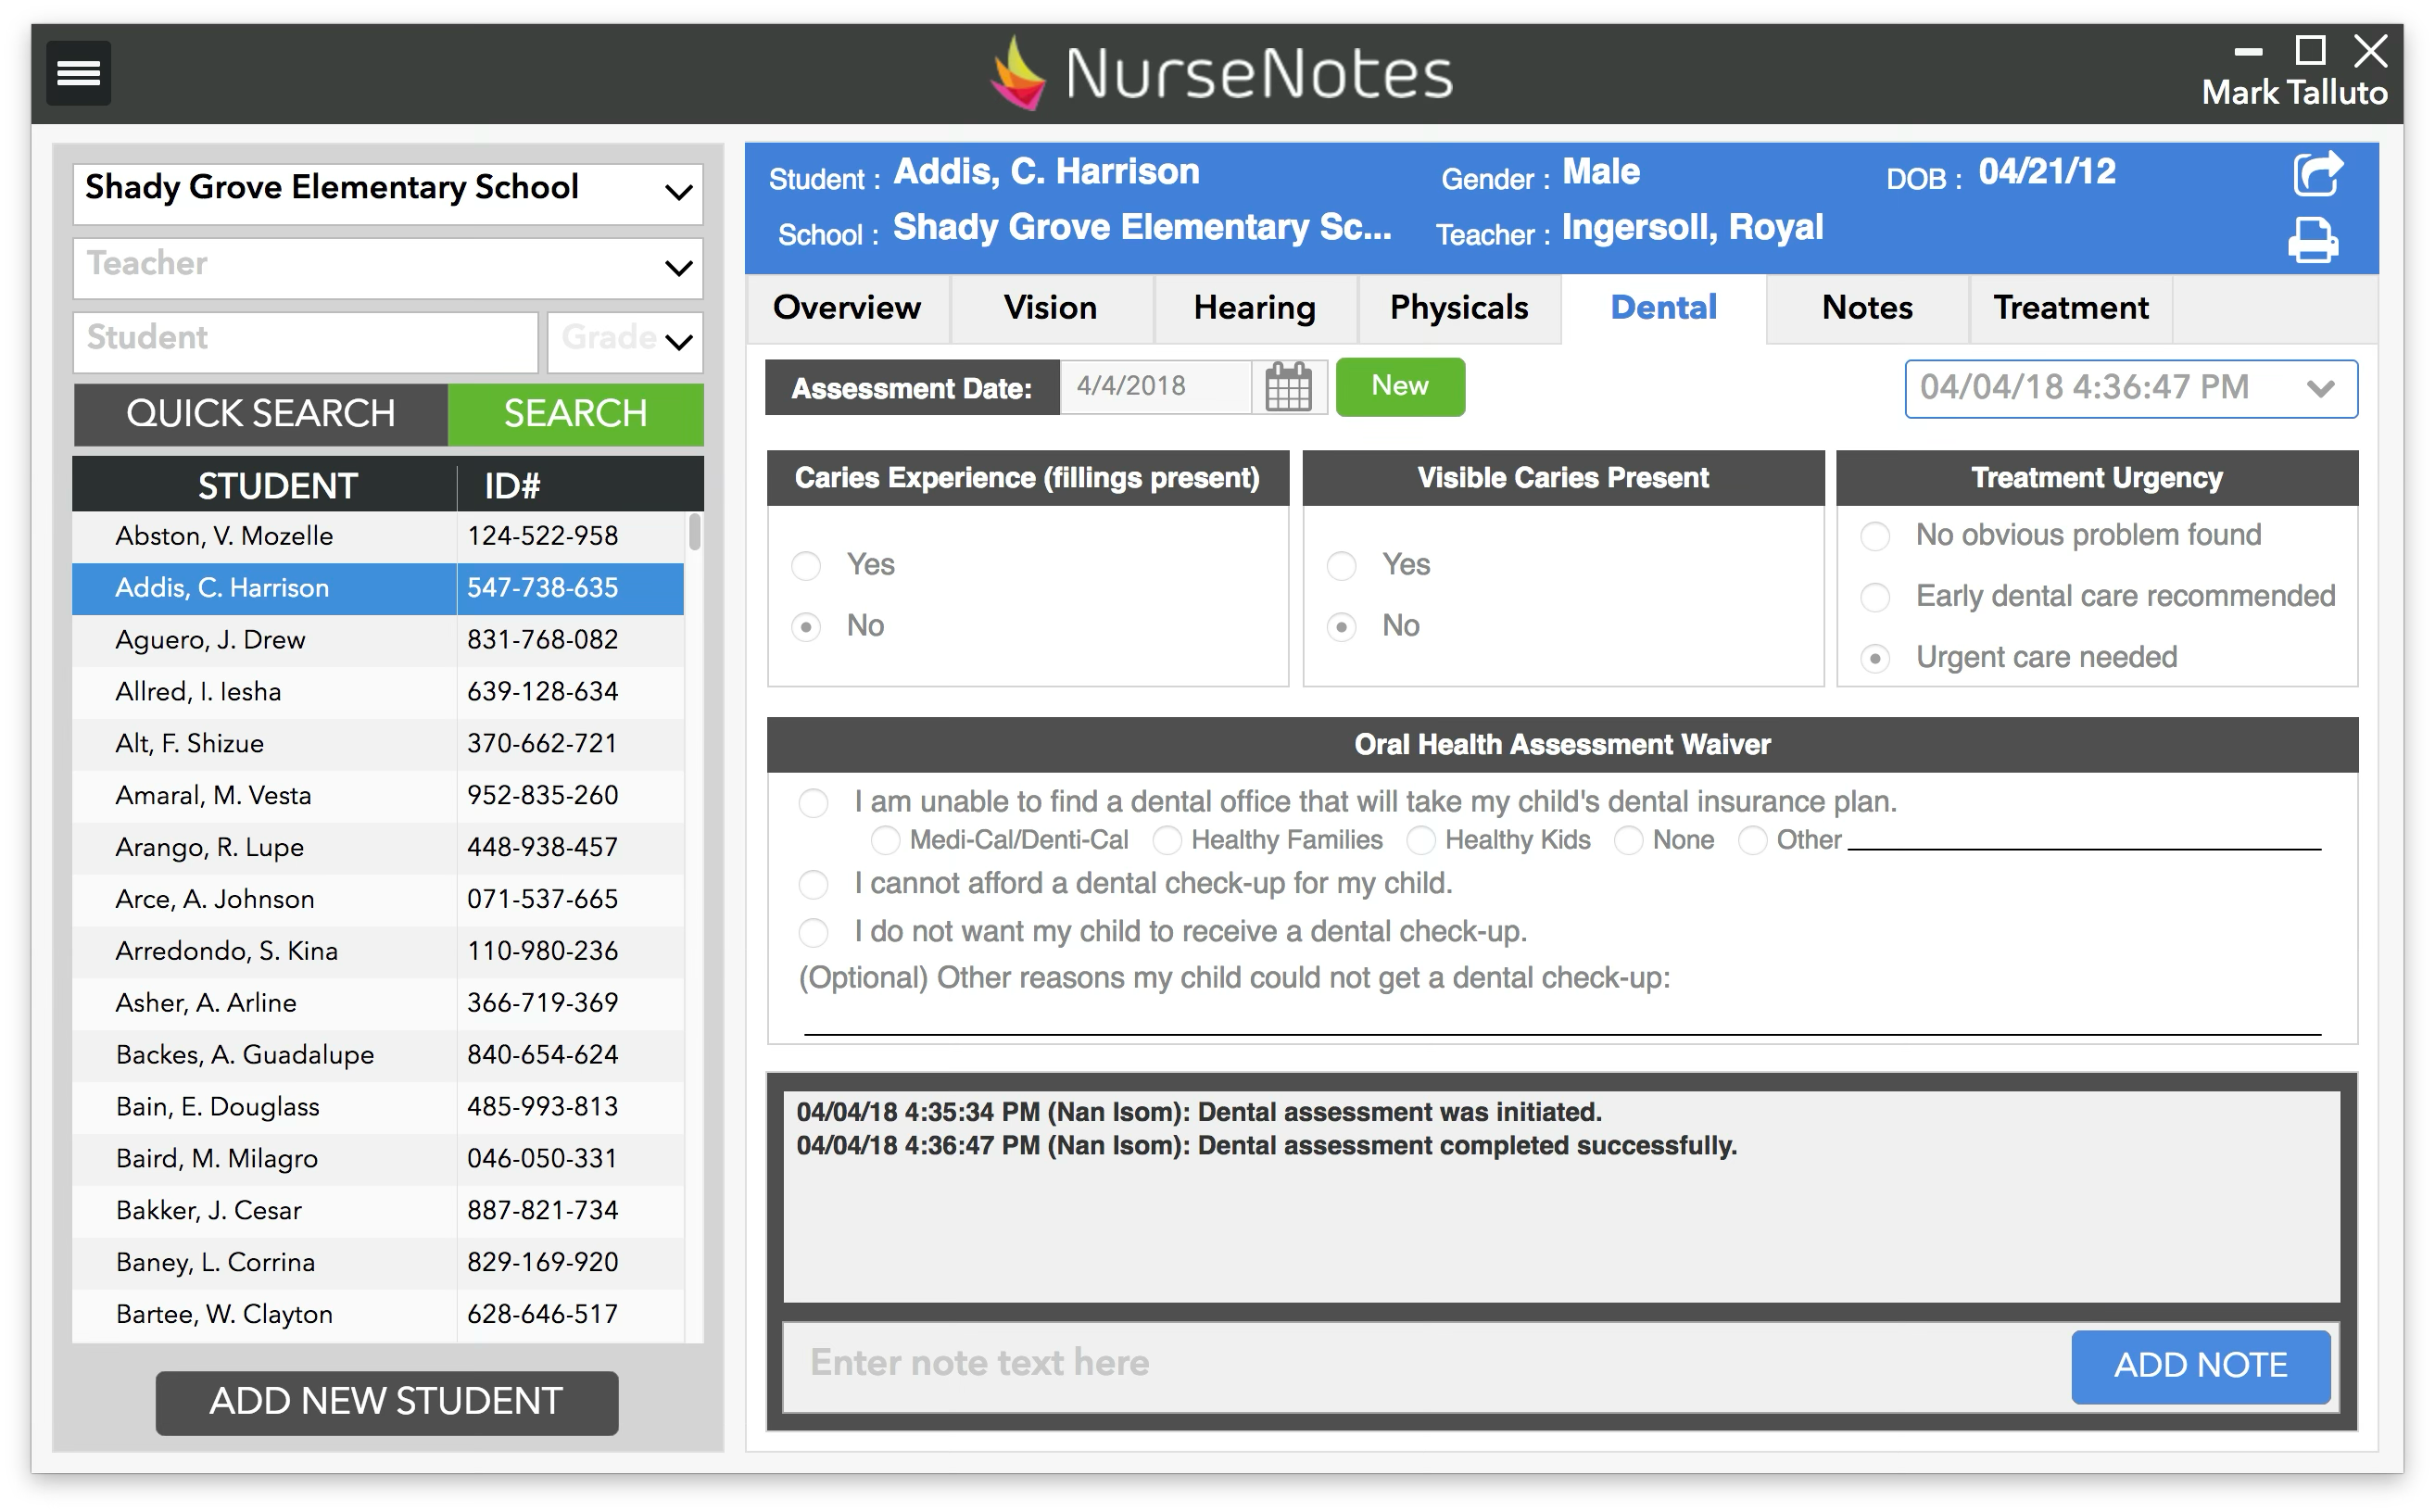 NurseNotes
Mark Talluto
Shady Grove Elementary School
Teacher
Student
Grade
QUICK SEARCH
SEARCH
STUDENT ID#
Abston, V. Mozelle 124-522-958
Addis, C. Harrison 547-738-635
Aguero, J. Drew 831-768-082
Allred, I. Iesha 639-128-634
Alt, F. Shizue 370-662-721
Amaral, M. Vesta 952-835-260
Arango, R. Lupe 448-938-457
Arce, A. Johnson 071-537-665
Arredondo, S. Kina 110-980-236
Asher, A. Arline 366-719-369
Backes, A. Guadalupe 840-654-624
Bain, E. Douglass 485-993-813
Baird, M. Milagro 046-050-331
Bakker, J. Cesar 887-821-734
Baney, L. Corrina 829-169-920
Bartee, W. Clayton 628-646-517
ADD NEW STUDENT
Student : Addis, C. Harrison Gender : Male DOB : 04/21/12
School : Shady Grove Elementary Sc... Teacher : Ingersoll, Royal
Overview Vision Hearing Physicals Dental Notes Treatment
Assessment Date: 4/4/2018 New 04/04/18 4:36:47 PM
Caries Experience (fillings present)
Yes
No
Visible Caries Present
Yes
No
Treatment Urgency
No obvious problem found
Early dental care recommended
Urgent care needed
Oral Health Assessment Waiver
I am unable to find a dental office that will take my child's dental insurance plan.
Medi-Cal/Denti-Cal Healthy Families Healthy Kids None Other
I cannot afford a dental check-up for my child.
I do not want my child to receive a dental check-up.
(Optional) Other reasons my child could not get a dental check-up:
04/04/18 4:35:34 PM (Nan Isom): Dental assessment was initiated.
04/04/18 4:36:47 PM (Nan Isom): Dental assessment completed successfully.
Enter note text here
ADD NOTE